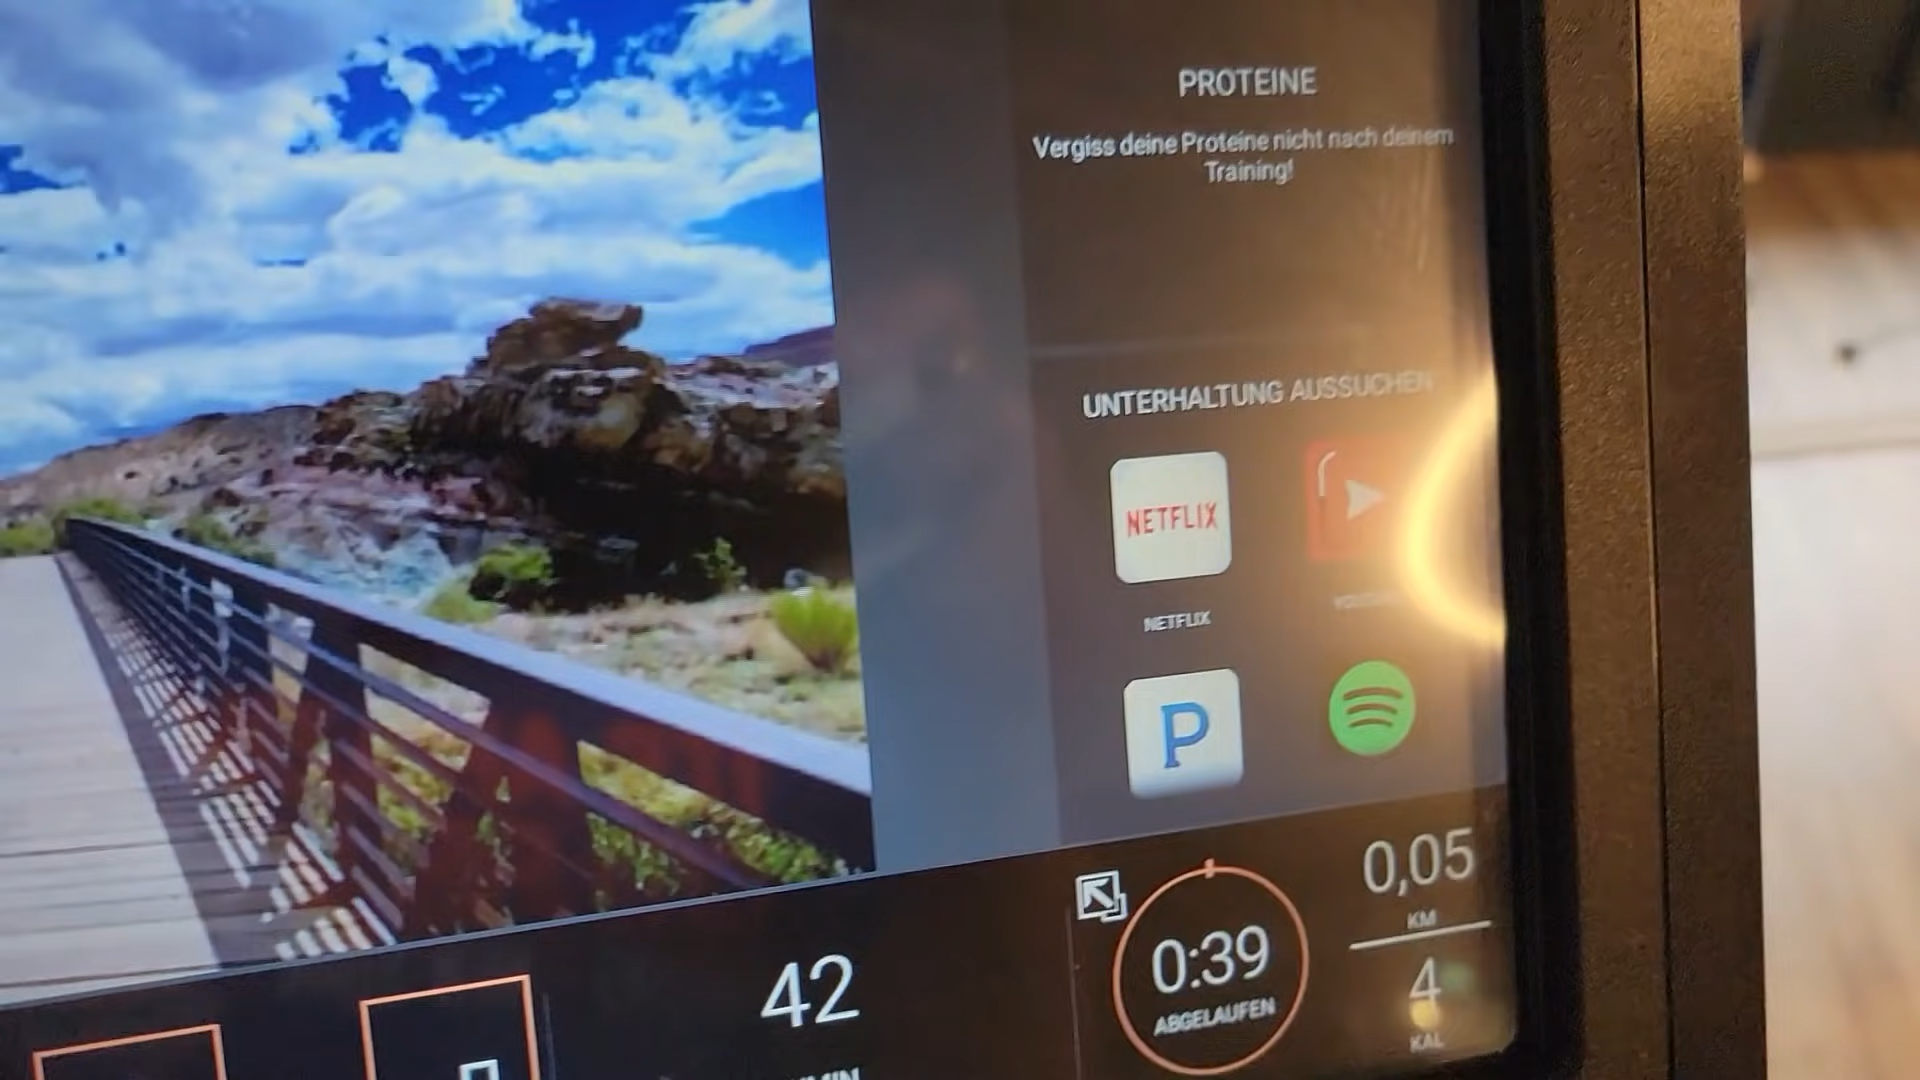 PROTEINE
Vergiss deine Proteine nicht nach deinem
Training!
UNTERHALTUNG AUSSUCHEN
NETFLIX
NETFLIX
P
0,05
KM
42
0:39
ABGELAUFEN
4
KAL